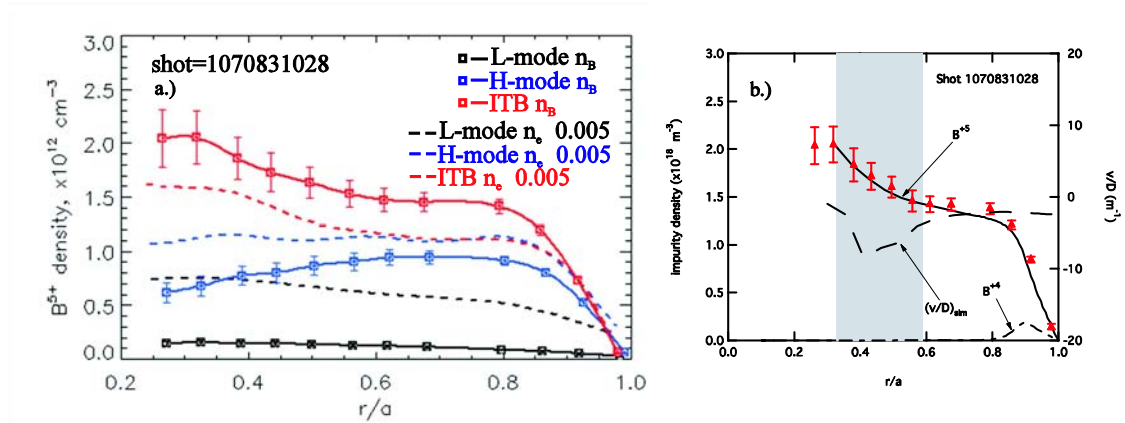 shot=1070831028
a.)
L-mode n_B
H-mode n_B
ITB n_B
L-mode n_e 0.005
H-mode n_e 0.005
ITB n_e 0.005
B^5+ density, x10^12 cm^-3
3.0
2.5
2.0
1.5
1.0
0.5
0.0
0.2
0.4
0.6
0.8
1.0
r/a
b.)
Shot 1070831028
B^+5
(v/D)_sim
B^+4
impurity density (x10^18 m^-3)
3.0
2.5
2.0
1.5
1.0
0.5
0.0
0.0
0.2
0.4
0.6
0.8
1.0
r/a
20
10
0
-10
-20
v/D (m^-1)